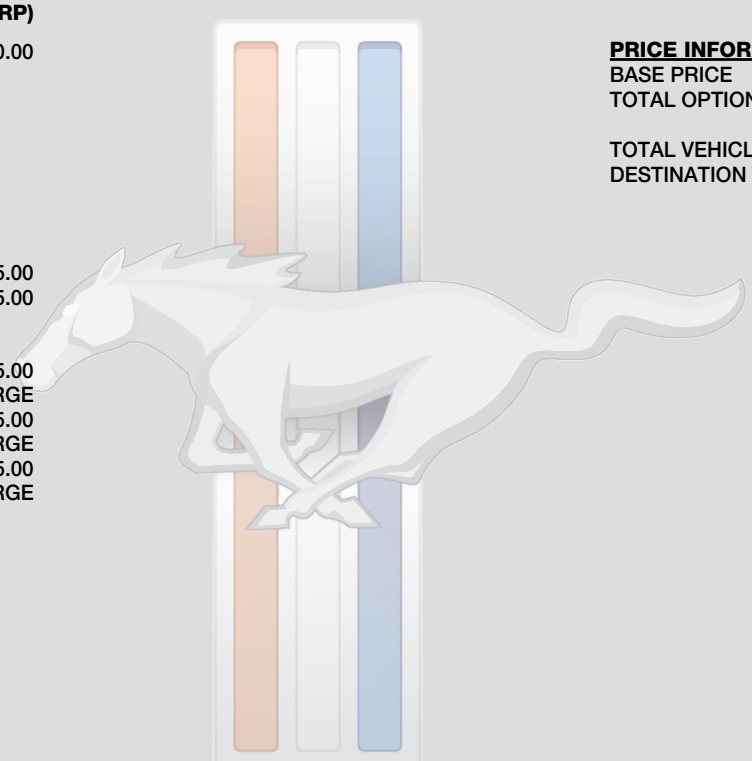 RP)
0.00
5.00
5.00
5.00
RGE
5.00
RGE
5.00
RGE
PRICE INFOR
BASE PRICE
TOTAL OPTION
TOTAL VEHICL
DESTINATION